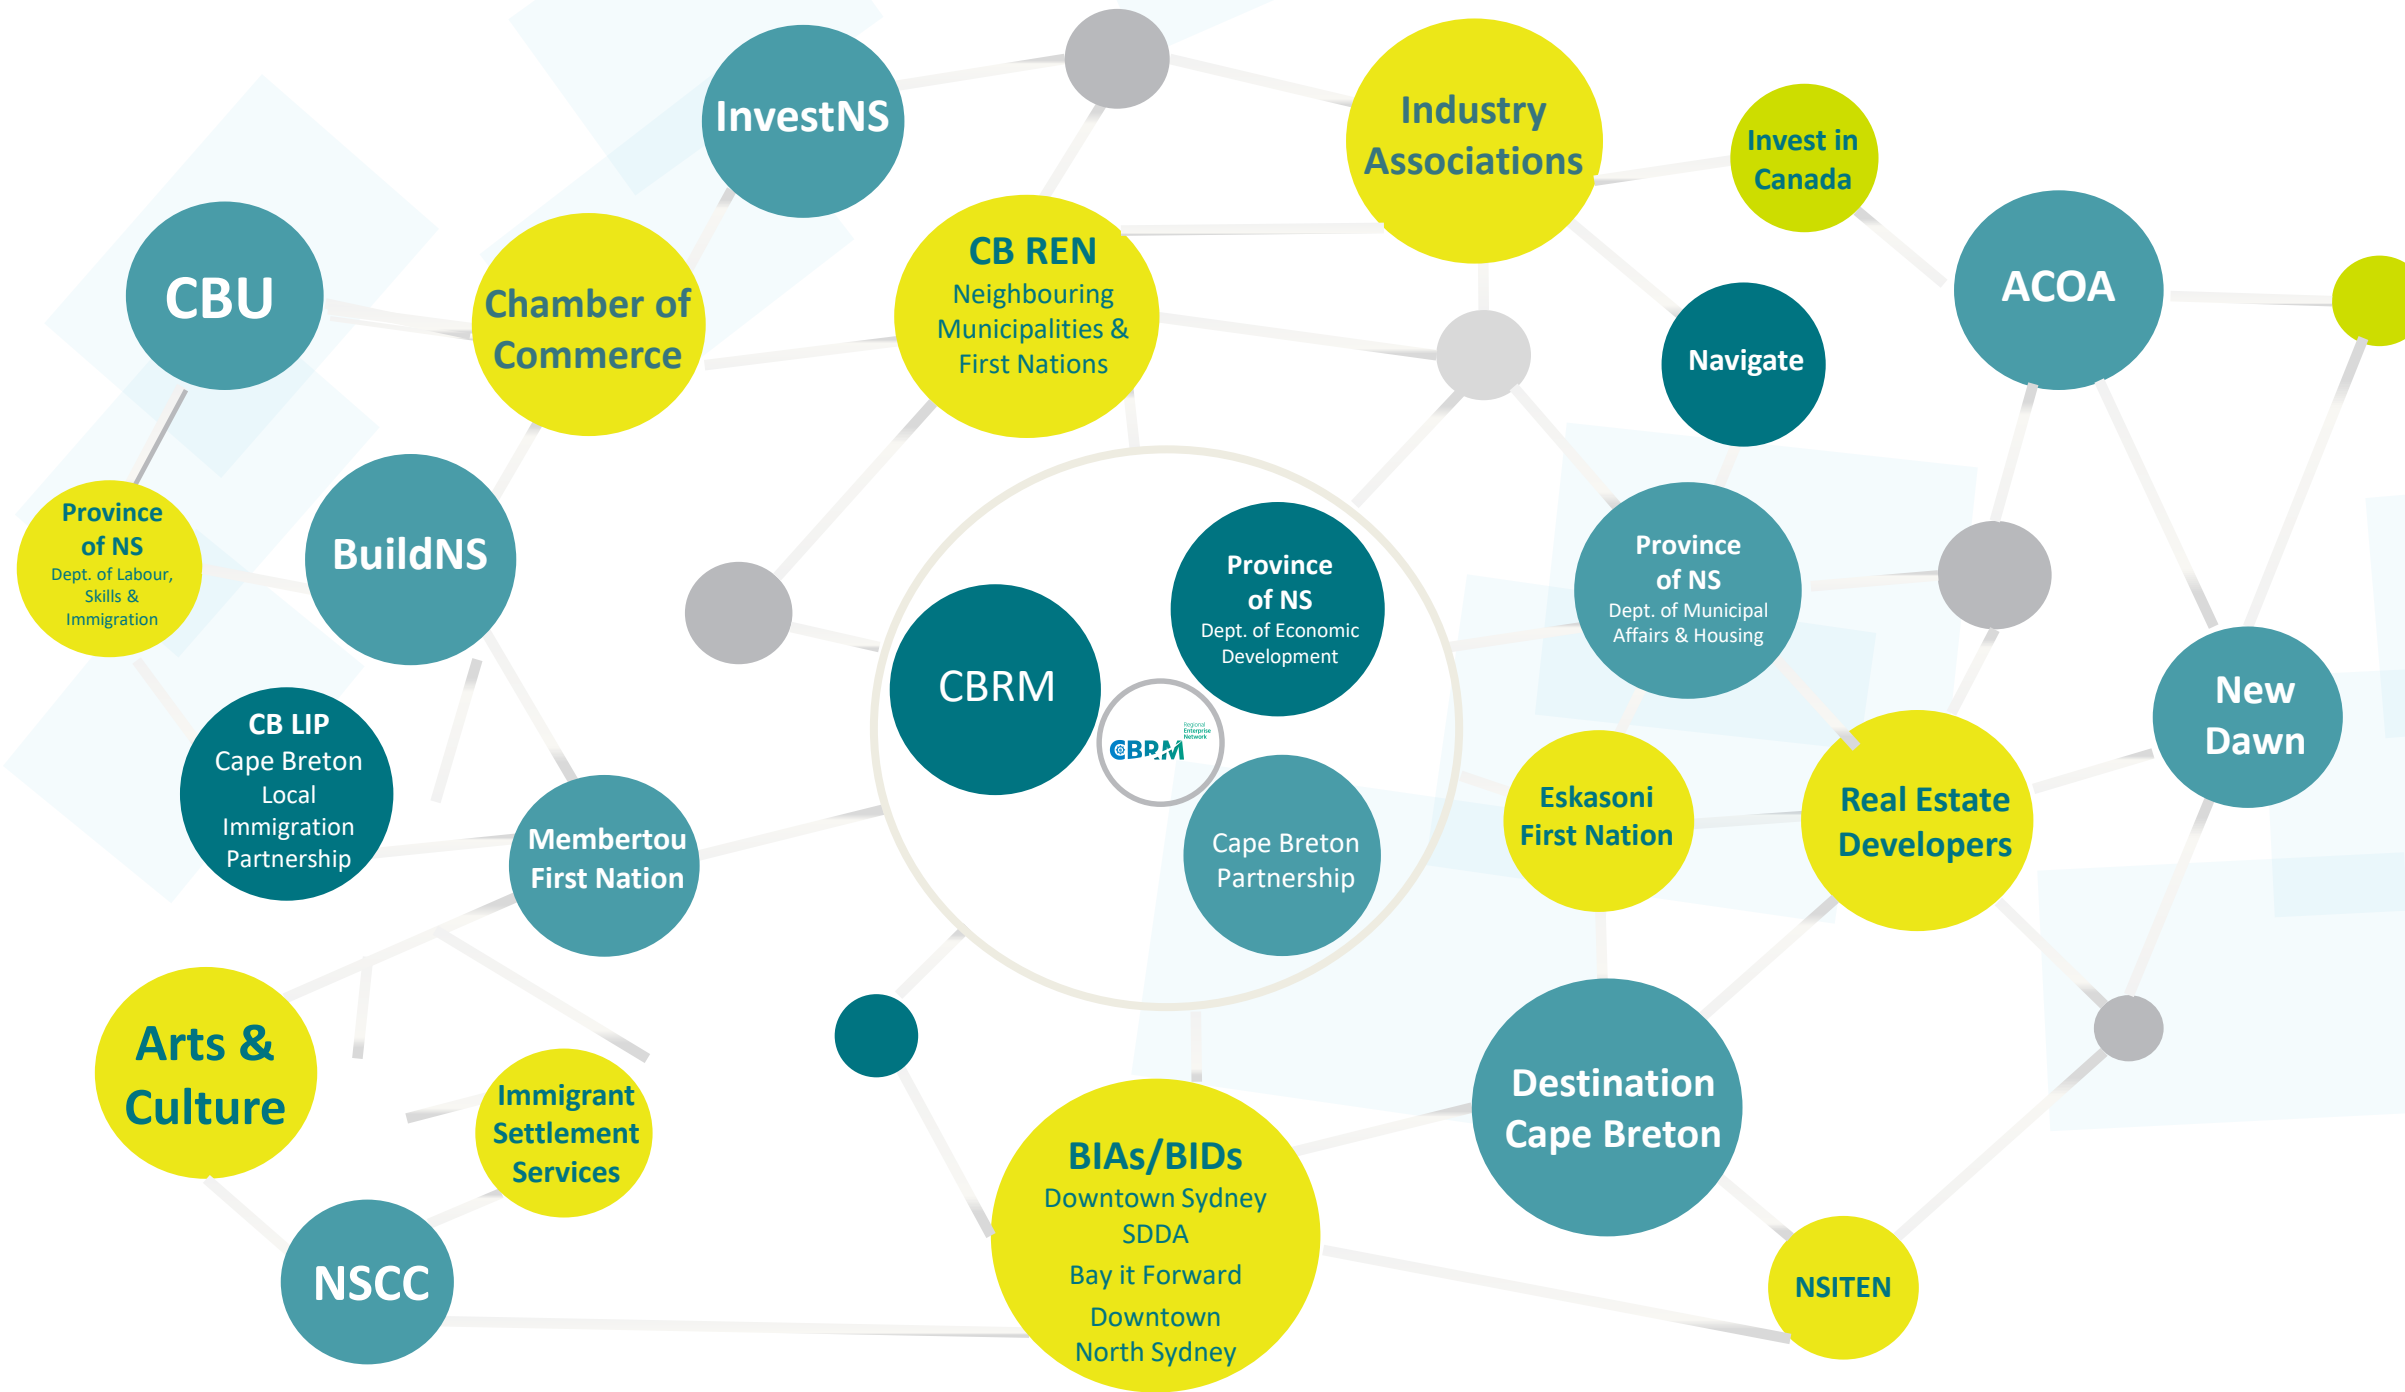 InvestNS
Industry
Associations
Invest in
Canada
CBU
Chamber of
Commerce
CB REN
Neighbouring
Municipalities &
First Nations
Navigate
ACOA
Province
of NS
Dept. of Labour,
Skills &
Immigration
BuildNS
Province
of NS
Dept. of Economic
Development
CBRM
Regional
Enterprise
Network
CBRM
Cape Breton
Partnership
Province
of NS
Dept. of Municipal
Affairs & Housing
New
Dawn
CB LIP
Cape Breton
Local
Immigration
Partnership
Membertou
First Nation
Eskasoni
First Nation
Real Estate
Developers
Arts &
Culture
Immigrant
Settlement
Services
NSCC
BIAs/BIDs
Downtown Sydney
SDDA
Bay it Forward
Downtown
North Sydney
Destination
Cape Breton
NSITEN